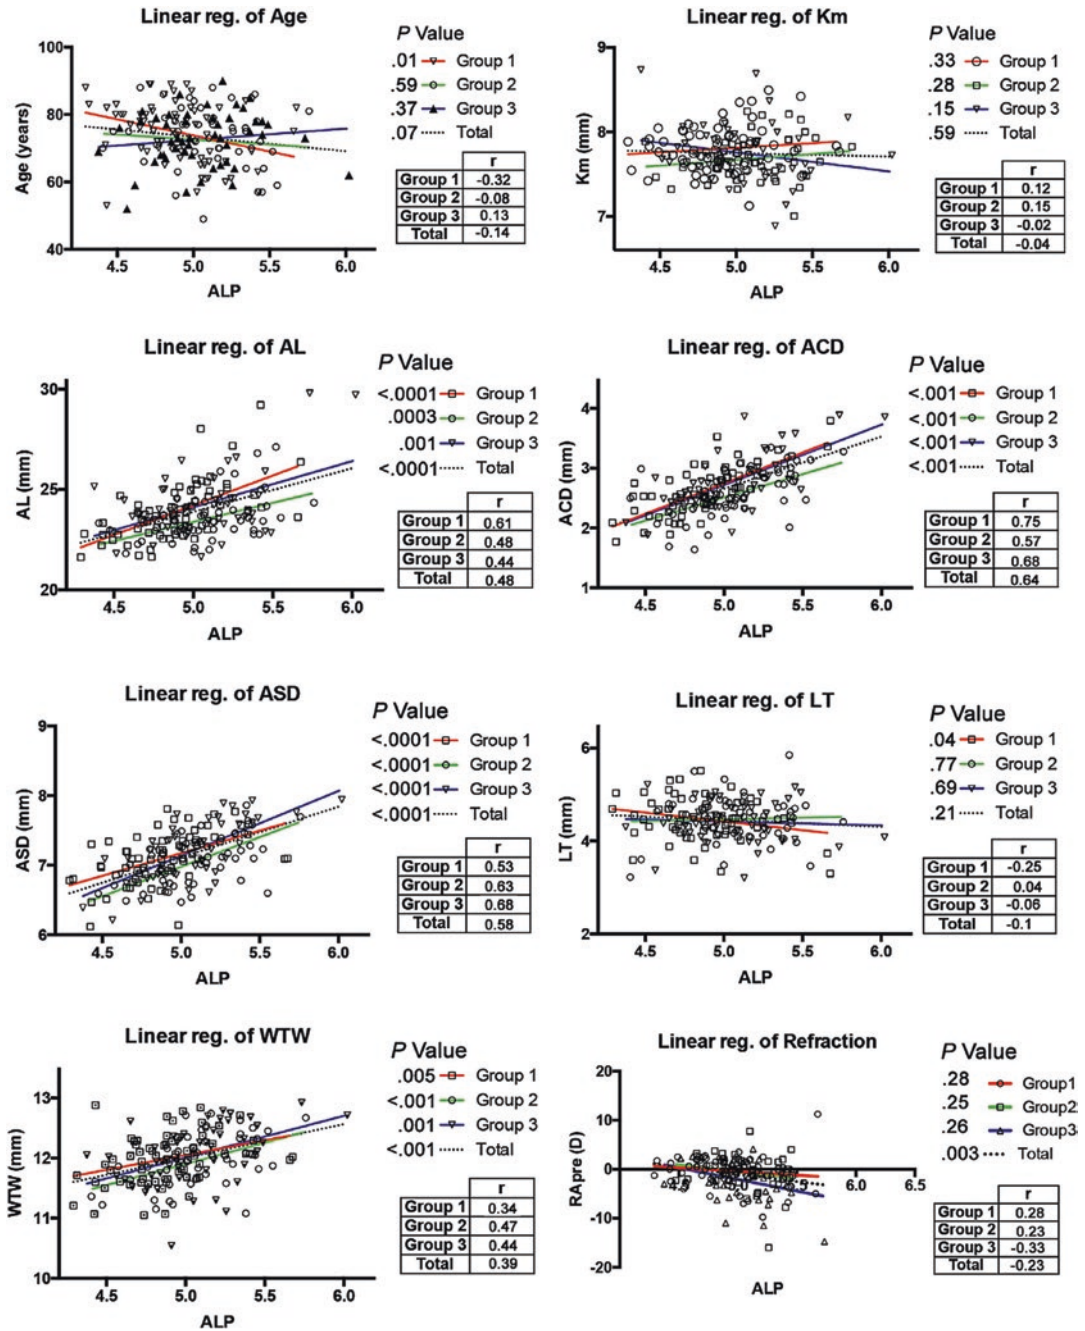 Linear reg. of Age
P Value
.01 Group 1
.59 Group 2
.37 Group 3
.07 Total
r
Group 1 -0.32
Group 2 -0.08
Group 3 0.13
Total -0.14
100
80
60
40
Age (years)
4.5 5.0 5.5 6.0
ALP
Linear reg. of Km
P Value
.33 Group 1
.28 Group 2
.15 Group 3
.59 Total
r
Group 1 0.12
Group 2 0.15
Group 3 -0.02
Total -0.04
9
8
7
Km (mm)
4.5 5.0 5.5 6.0
ALP
Linear reg. of AL
P Value
<.0001 Group 1
.0003 Group 2
.001 Group 3
<.0001 Total
r
Group 1 0.61
Group 2 0.48
Group 3 0.44
Total 0.48
30
25
20
AL (mm)
4.5 5.0 5.5 6.0
ALP
Linear reg. of ACD
P Value
<.001 Group 1
<.001 Group 2
<.001 Group 3
<.001 Total
r
Group 1 0.75
Group 2 0.57
Group 3 0.68
Total 0.64
4
3
2
1
ACD (mm)
4.5 5.0 5.5 6.0
ALP
Linear reg. of ASD
P Value
<.0001 Group 1
<.0001 Group 2
<.0001 Group 3
<.0001 Total
r
Group 1 0.53
Group 2 0.63
Group 3 0.68
Total 0.58
9
8
7
6
ASD (mm)
4.5 5.0 5.5 6.0
ALP
Linear reg. of LT
P Value
.04 Group 1
.77 Group 2
.69 Group 3
.21 Total
r
Group 1 -0.25
Group 2 0.04
Group 3 -0.06
Total -0.1
6
4
2
LT (mm)
4.5 5.0 5.5 6.0
ALP
Linear reg. of WTW
P Value
.005 Group 1
<.001 Group 2
.001 Group 3
<.001 Total
r
Group 1 0.34
Group 2 0.47
Group 3 0.44
Total 0.39
13
12
11
10
WTW (mm)
4.5 5.0 5.5 6.0
ALP
Linear reg. of Refraction
P Value
.28 Group1
.25 Group2
.26 Group3
.003 Total
r
Group 1 0.28
Group 2 0.23
Group 3 -0.33
Total -0.23
20
10
0
-10
-20
RApre (D)
6.0 6.5
ALP